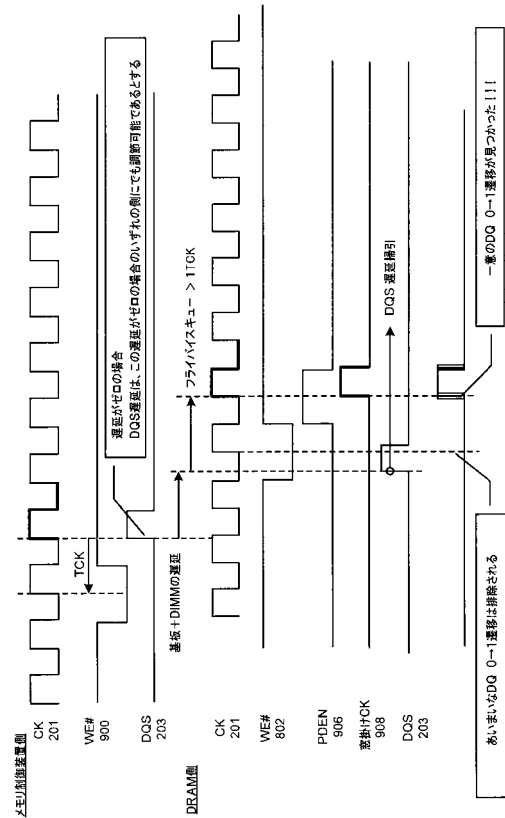 メモリ制御装置側
CK
201
WE#
900
DQS
203
TCK
遅延がゼロの場合
DQS遅延は、この遅延がゼロの場合のいずれの側にでも調節可能であるとする
基板+DIMMの遅延
フライバイスキュー > 1TCK
DRAM側
CK
201
WE#
802
PDEN
906
窓掛けCK
908
DQS
203
DQS 遅延掃引
あいまいなDQ 0→1遷移は排除される
一意のDQ 0→1遷移が見つかった!!!